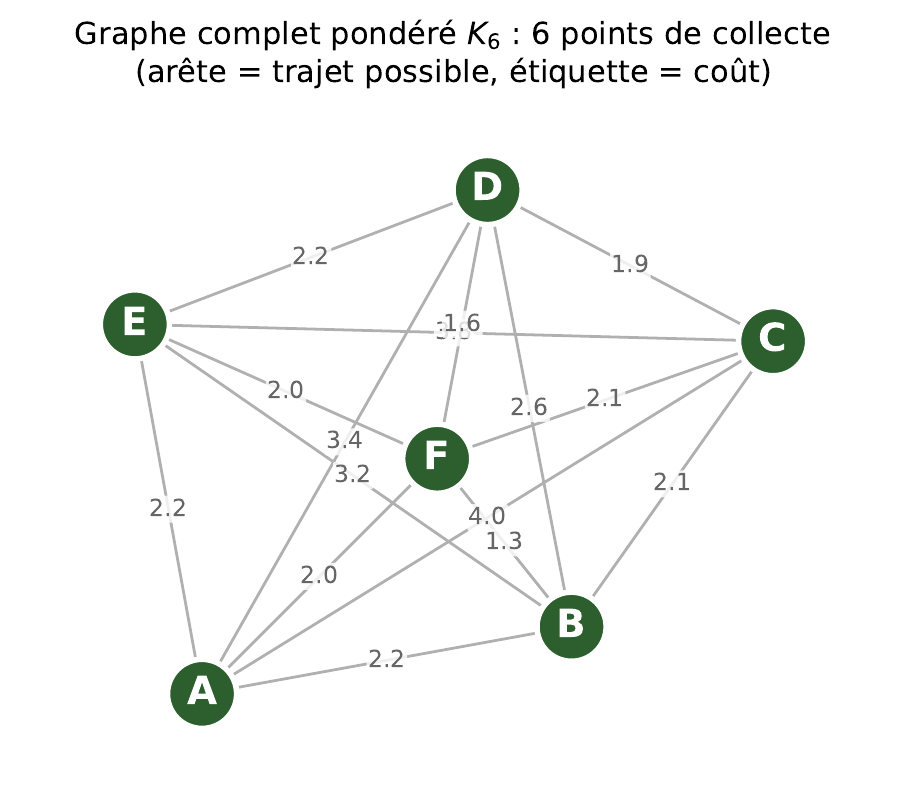 Graphe complet pondéré K₆ : 6 points de collecte
(arête = trajet possible, étiquette = coût)
D
2.2
1.9
E
1.6
C
2.0
2.1
2.6
3.4
F
3.2
2.1
2.2
4.0
1.3
2.0
B
2.2
A